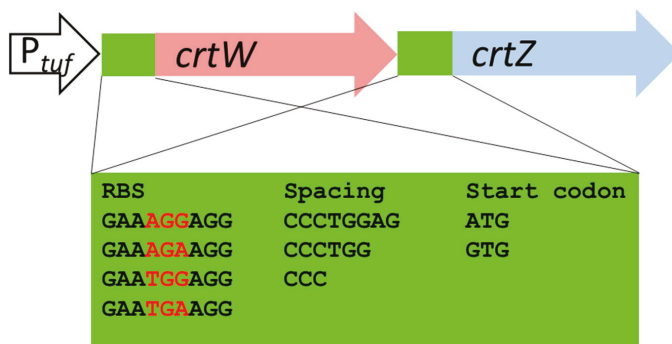 Ptuf crtW crtZ
RBS Spacing Start codon
GAAAGGAGG CCCTGGAG ATG
GAAAGAAGG CCCTGG GTG
GAATGGAGG CCC
GAATGAAGG